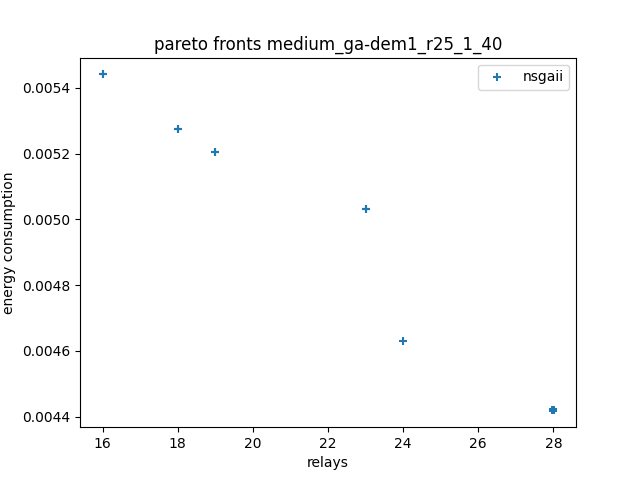 pareto fronts medium_ga-dem1_r25_1_40
nsgaii
0.0054
0.0052
0.0050
0.0048
0.0046
0.0044
energy consumption
16 18 20 22 24 26 28
relays